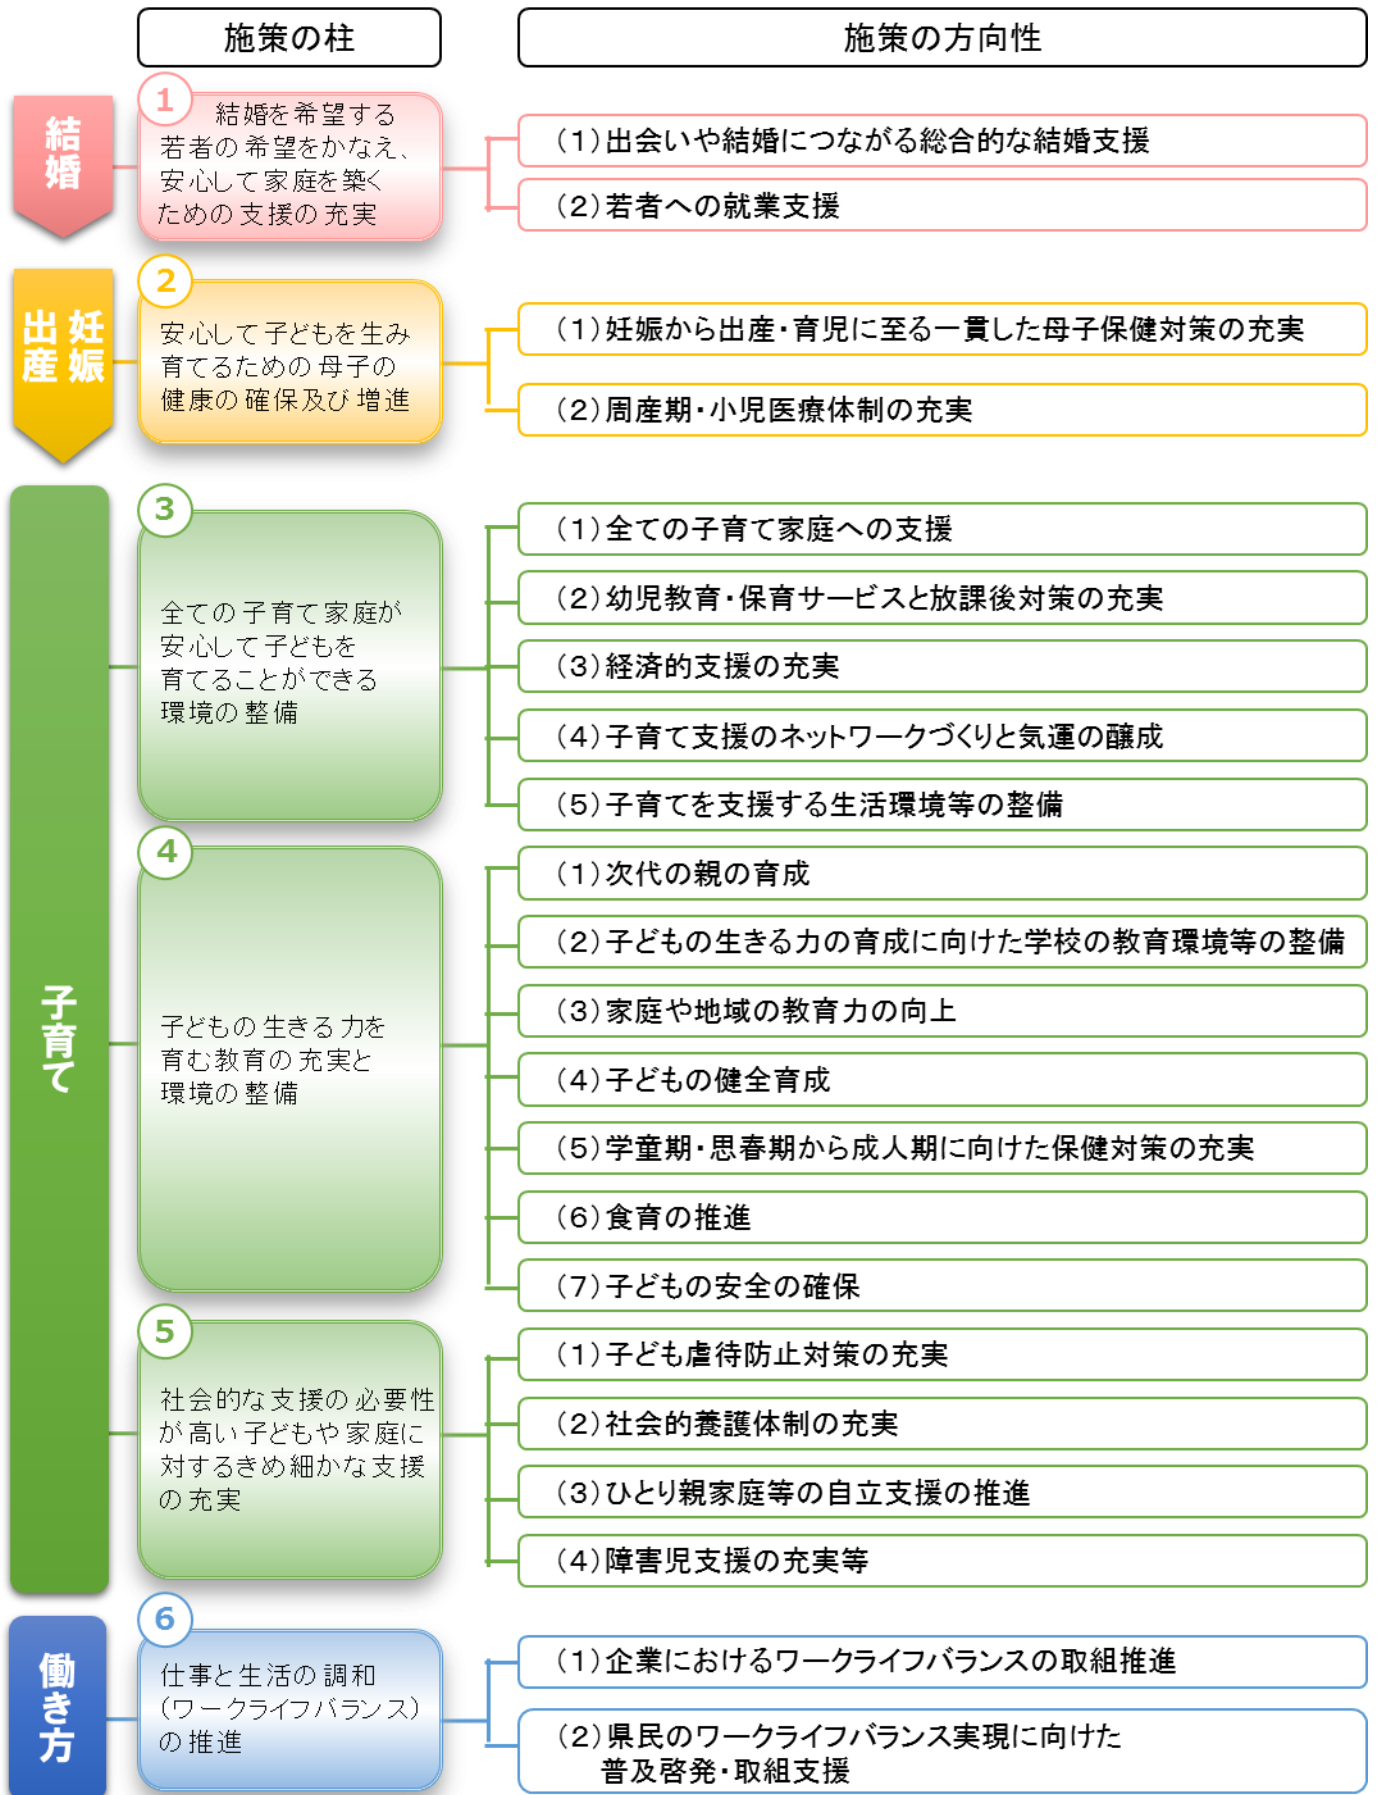 施策の柱
施策の方向性
結婚
1
結婚を希望する
若者の希望をかなえ、
安心して家庭を築く
ための支援の充実
(1)出会いや結婚につながる総合的な結婚支援
(2)若者への就業支援
妊娠
出産
2
安心して子どもを生み
育てるための母子の
健康の確保及び増進
(1)妊娠から出産・育児に至る一貫した母子保健対策の充実
(2)周産期・小児医療体制の充実
子育て
3
全ての子育て家庭が
安心して子どもを
育てることができる
環境の整備
(1)全ての子育て家庭への支援
(2)幼児教育・保育サービスと放課後対策の充実
(3)経済的支援の充実
(4)子育て支援のネットワークづくりと気運の醸成
(5)子育てを支援する生活環境等の整備
4
子どもの生きる力を
育む教育の充実と
環境の整備
(1)次代の親の育成
(2)子どもの生きる力の育成に向けた学校の教育環境等の整備
(3)家庭や地域の教育力の向上
(4)子どもの健全育成
(5)学童期・思春期から成人期に向けた保健対策の充実
(6)食育の推進
(7)子どもの安全の確保
5
社会的な支援の必要性
が高い子どもや家庭に
対するきめ細かな支援
の充実
(1)子ども虐待防止対策の充実
(2)社会的養護体制の充実
(3)ひとり親家庭等の自立支援の推進
(4)障害児支援の充実等
働き方
6
仕事と生活の調和
(ワークライフバランス)
の推進
(1)企業におけるワークライフバランスの取組推進
(2)県民のワークライフバランス実現に向けた
普及啓発・取組支援